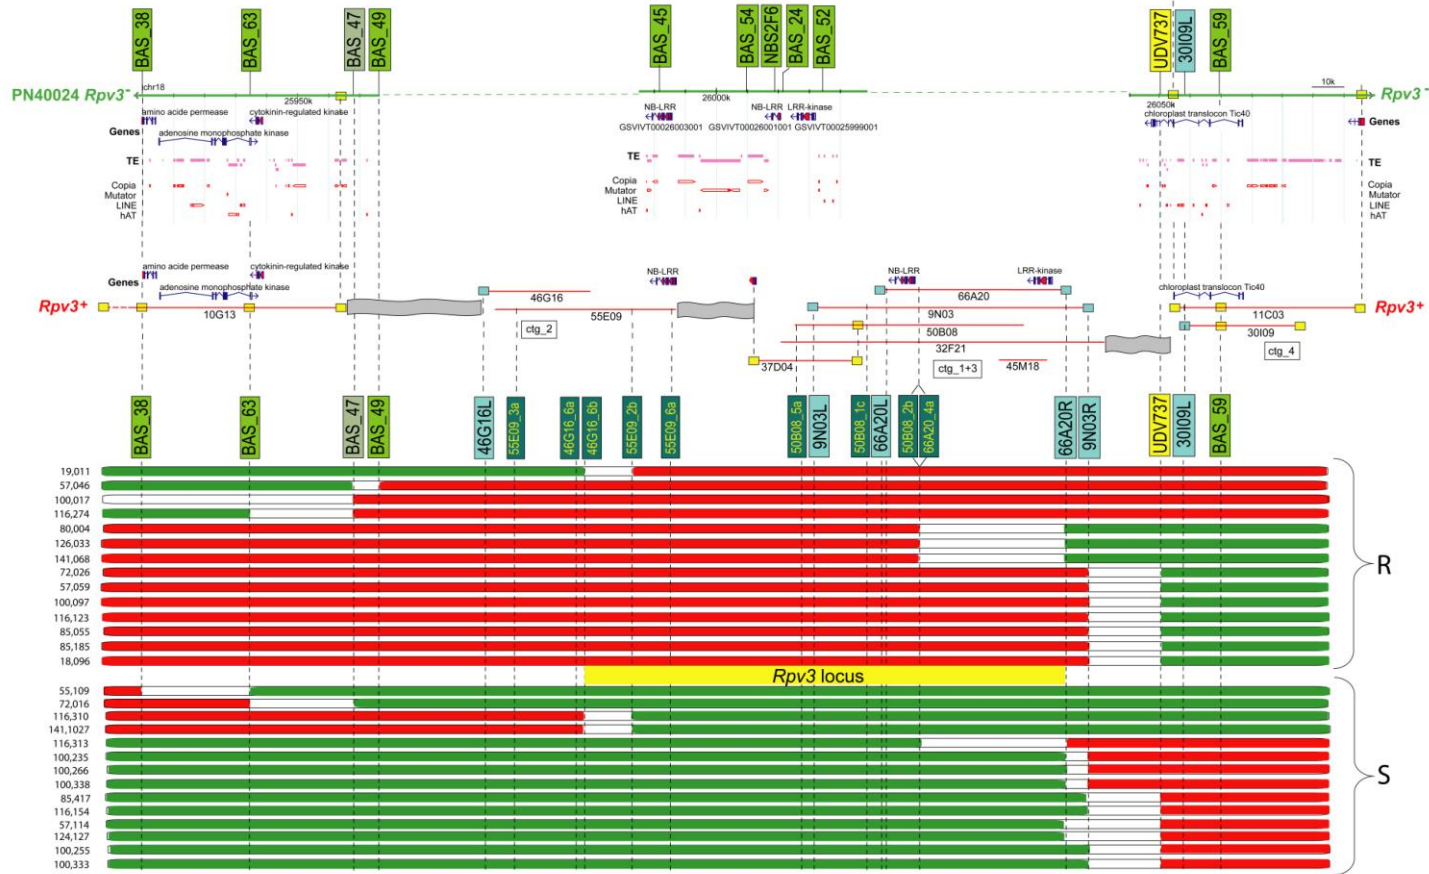 BAS_38
BAS_63
BAS_47
BAS_49
BAS_45
BAS_54
NBS2F6
BAS_24
BAS_52
UDV737
30I09L
BAS_59
PN40024 Rpv3-
chr18
25950k
26000k
26050k
10k
Rpv3-
Genes
amino acide permease
cytokinin-regulated kinase
adenosine monophosphate kinase
NB-LRR
NB-LRR
LRR-kinase
GSVIVT00026003001
GSVIVT00026001001
GSVIVT00025999001
chloroplast translocon Tic40
Genes
TE
Copia
Mutator
LINE
hAT
TE
Copia
Mutator
LINE
hAT
TE
Copia
Mutator
LINE
hAT
Genes
amino acide permease
cytokinin-regulated kinase
adenosine monophosphate kinase
NB-LRR
NB-LRR
LRR-kinase
chloroplast translocon Tic40
Rpv3+
10G13
46G16
55E09
ctg_2
37D04
66A20
9N03
50B08
32F21
ctg_1+3
45M18
11C03
30I09
ctg_4
Rpv3+
BAS_38
BAS_63
BAS_47
BAS_49
46G16L
55E09_3a
46G16_6a
46G16_6b
55E09_2b
55E09_6a
50B08_5a
9N03L
50B08_1c
66A20L
50B08_2b
66A20_4a
66A20R
9N03R
UDV737
30I09L
BAS_59
19,011
57,046
100,017
116,274
80,004
126,033
141,068
72,026
57,059
100,097
116,123
85,055
85,185
18,096
R
Rpv3 locus
55,109
72,016
116,310
141,1027
116,313
100,235
100,266
100,338
85,417
116,154
57,114
124,127
100,255
100,333
S